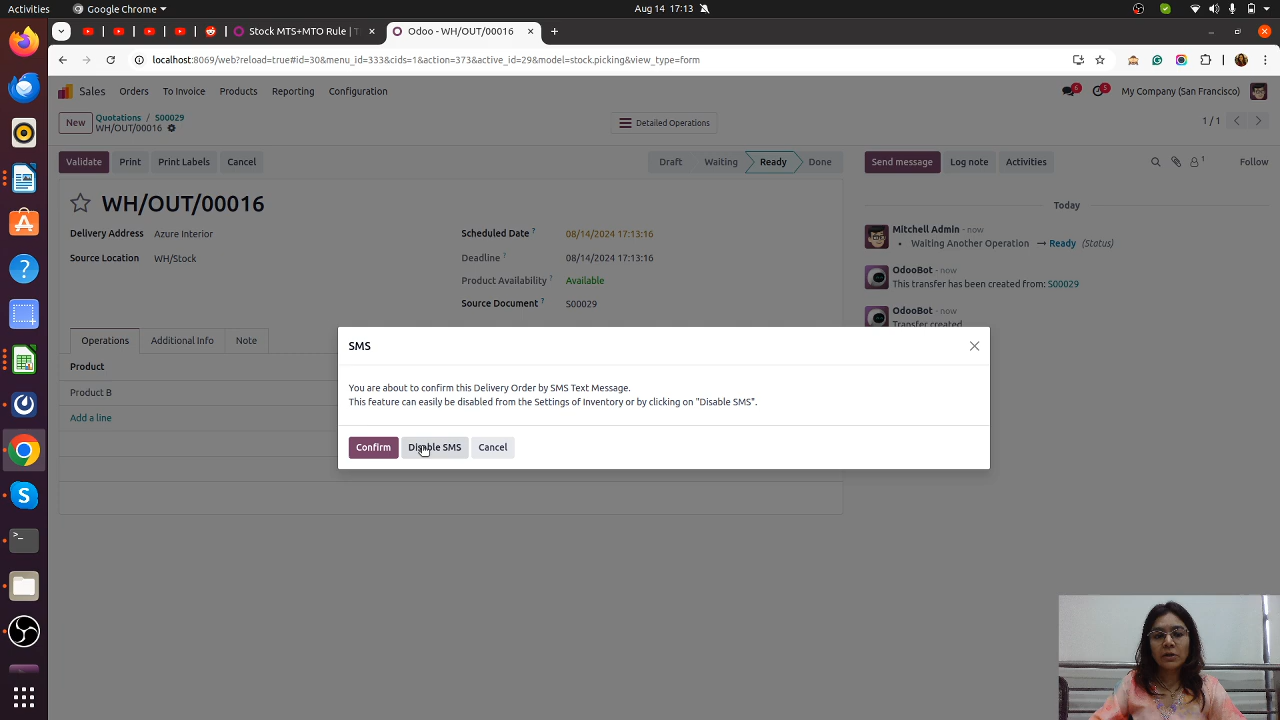 Activities
Google Chrome
Aug 14 17:13
Stock MTS+MTO Rule | T
Odoo - WH/OUT/00016
localhost:8069/web?reload=true#id=30&menu_id=333&cids=1&action=373&active_id=29&model=stock.picking&view_type=form
Sales
Orders
To Invoice
Products
Reporting
Configuration
6
5
My Company (San Francisco)
New
Quotations > S00029
WH/OUT/00016
Detailed Operations
1 / 1
Validate
Print
Print Labels
Cancel
Draft
Waiting
Ready
Done
Send message
Log note
Activities
1
Follow
WH/OUT/00016
Delivery Address Azure Interior
Source Location WH/Stock
Scheduled Date ? 08/14/2024 17:13:16
Deadline ? 08/14/2024 17:13:16
Product Availability ? Available
Source Document ? S00029
Today
Mitchell Admin - now
Waiting Another Operation → Ready (Status)
OdooBot - now
This transfer has been created from: S00029
OdooBot - now
Transfer created
Operations
Additional Info
Note
Product
Product B
Add a line
SMS
You are about to confirm this Delivery Order by SMS Text Message.
This feature can easily be disabled from the Settings of Inventory or by clicking on "Disable SMS".
Confirm
Disable SMS
Cancel